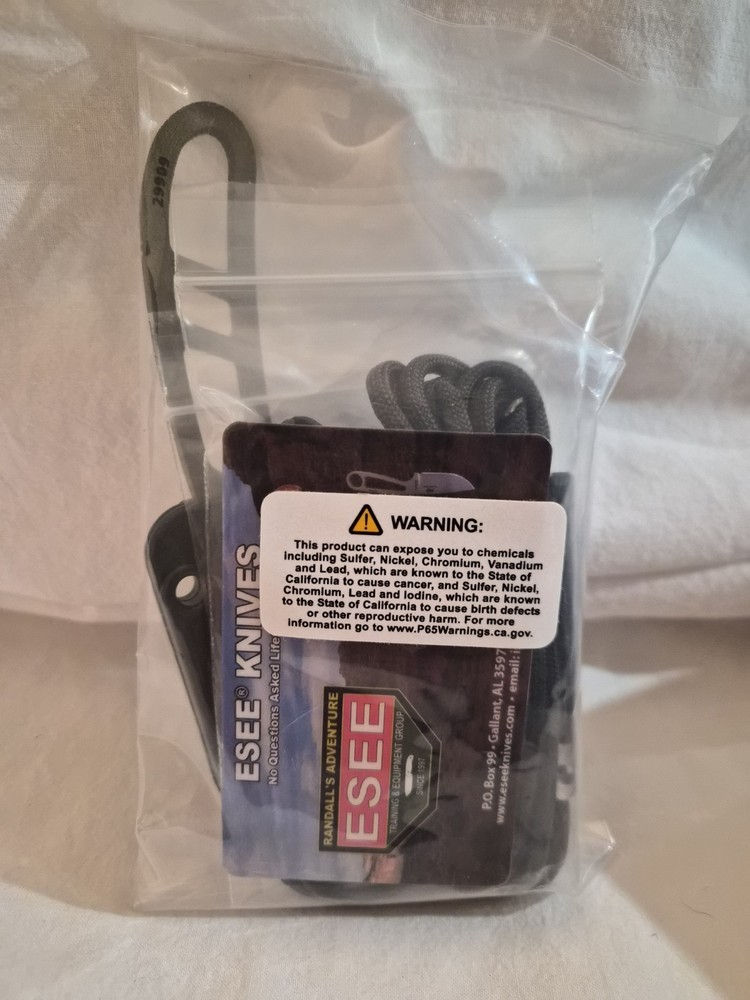 29909
WARNING:
This product can expose you to chemicals
including Sulfer, Nickel, Chromium, Vanadium
and Lead, which are known to the State of
California to cause cancer, and Sulfer, Nickel,
Chromium, Lead and Iodine, which are known
to the State of California to cause birth defects
or other reproductive harm. For more
information go to www.P65Warnings.ca.gov.
ESEE® KNIVES
No Questions Asked Life
RANDALL'S ADVENTURE
ESEE
TRAINING & EQUIPMENT GROUP
SINCE 1997
P.O. Box 99 • Gallant, AL 3597
www.eseeknives.com • email: i